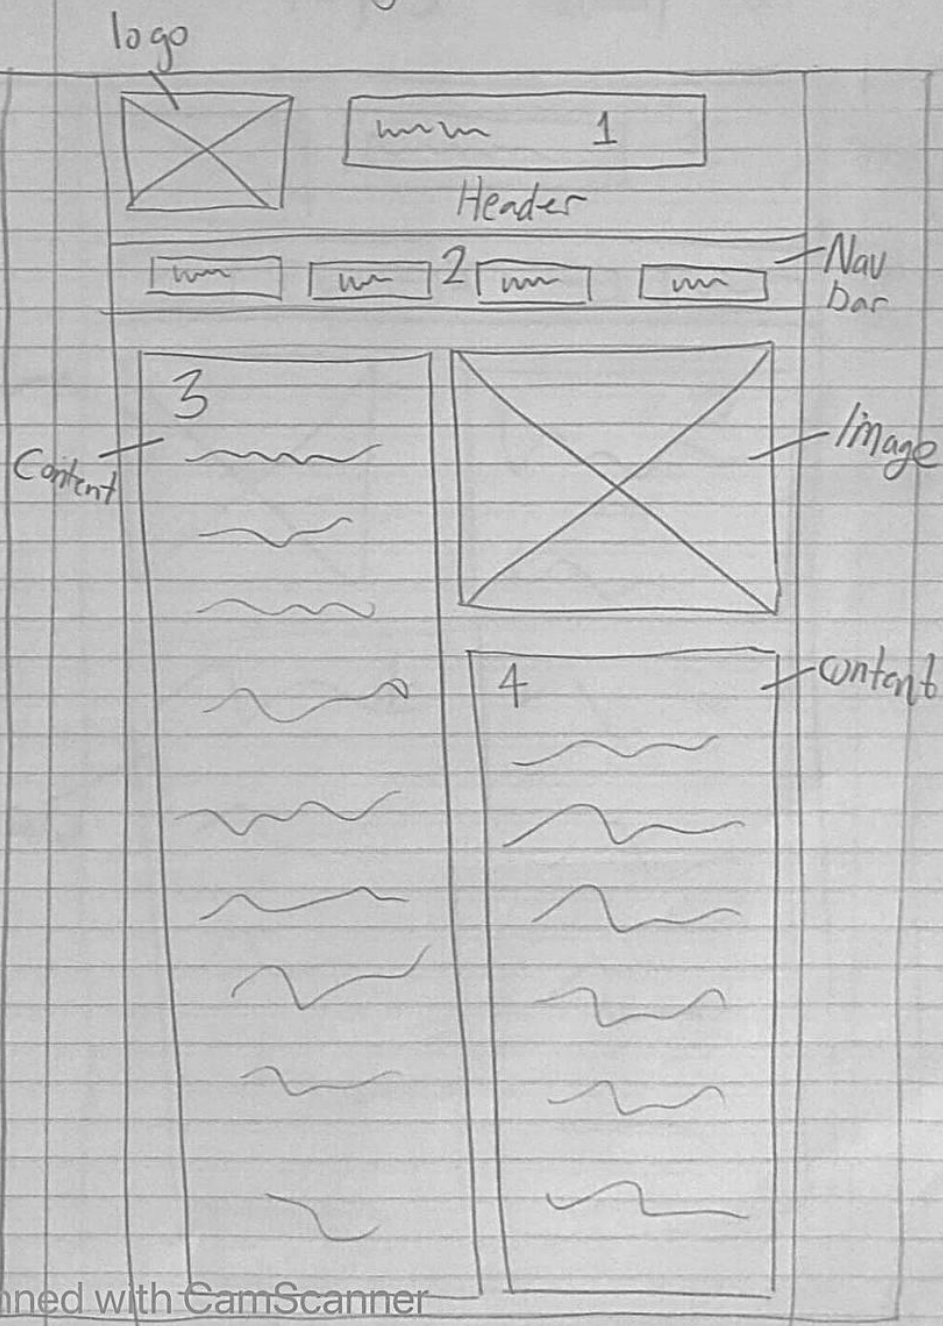 logo
1
Header
2
Nav
bar
3
Content
Image
4
content
nned with CamScanner